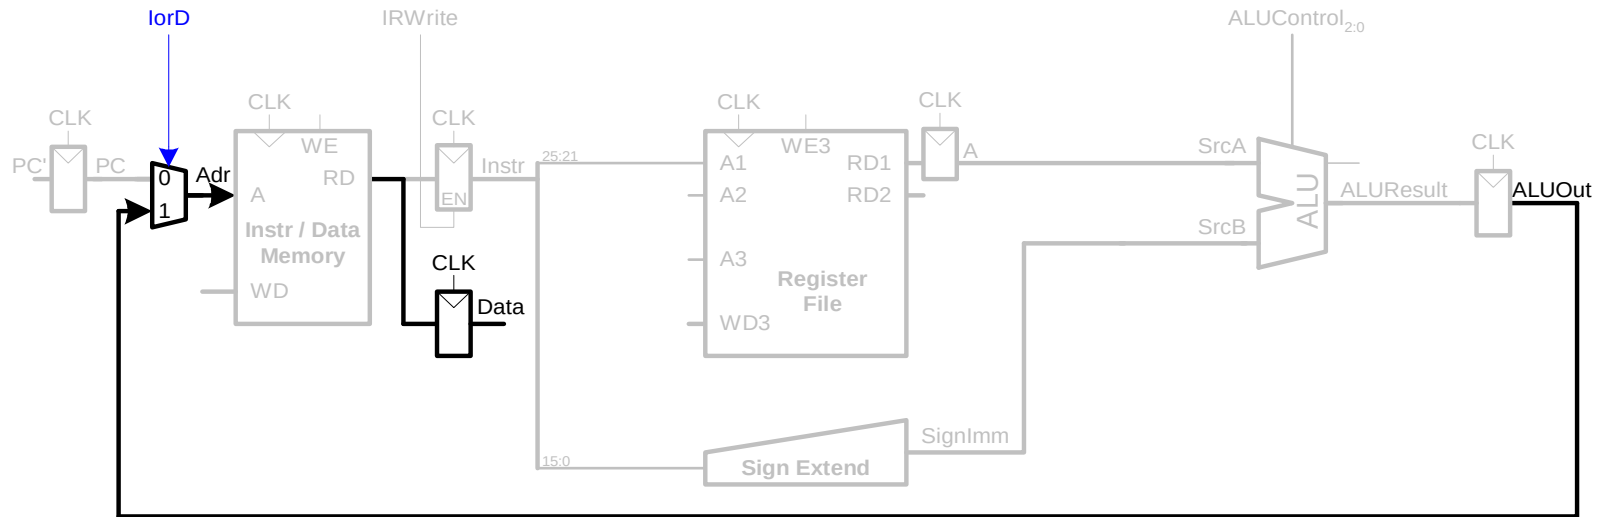 IorD
IRWrite
ALUControl2:0
CLK
CLK
CLK
CLK
CLK
CLK
PC'
PC
0
1
Adr
WE
RD
A
Instr / Data
Memory
WD
EN
Instr
25:21
A1
A2
A3
WD3
WE3
RD1
RD2
Register
File
A
SrcA
SrcB
ALU
ALUResult
ALUOut
CLK
Data
SignImm
15:0
Sign Extend